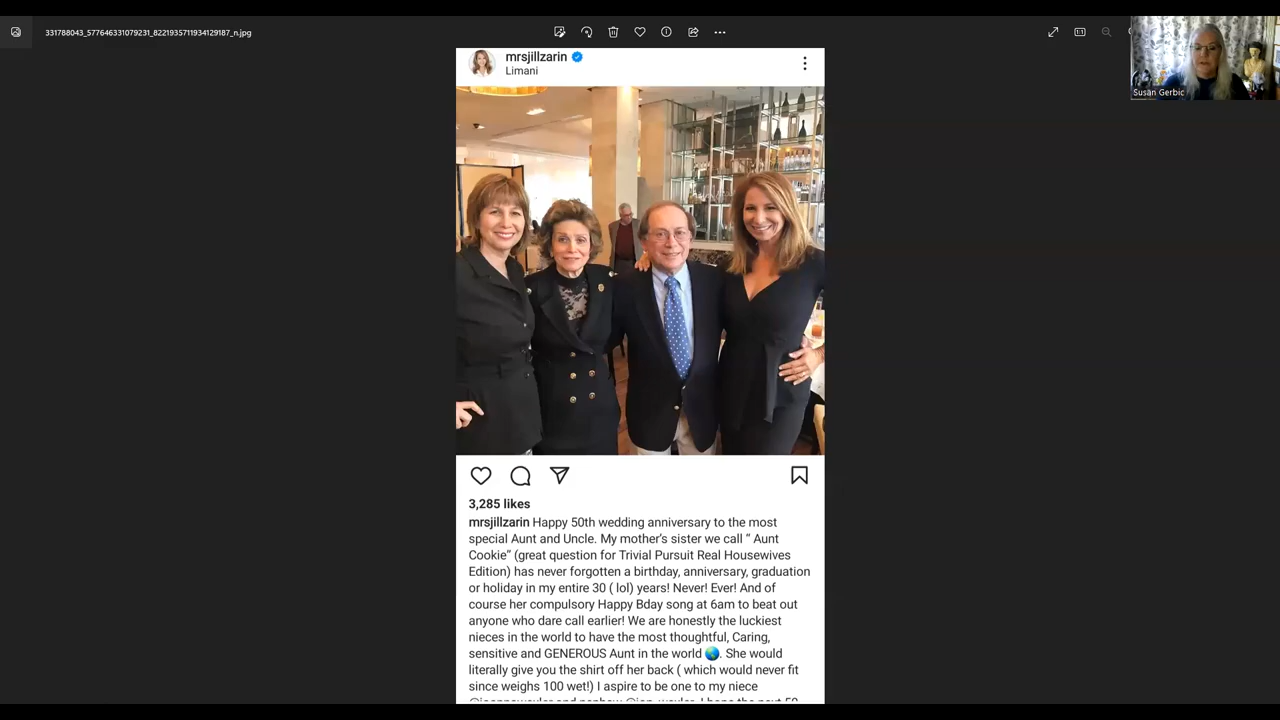 331788043_577646331079231_8221935711934129187_n.jpg
Susan Gerbic
mrsjillzarin
Limani
3,285 likes
mrsjillzarin Happy 50th wedding anniversary to the most
special Aunt and Uncle. My mother's sister we call “ Aunt
Cookie” (great question for Trivial Pursuit Real Housewives
Edition) has never forgotten a birthday, anniversary, graduation
or holiday in my entire 30 ( lol) years! Never! Ever! And of
course her compulsory Happy Bday song at 6am to beat out
anyone who dare call earlier! We are honestly the luckiest
nieces in the world to have the most thoughtful, Caring,
sensitive and GENEROUS Aunt in the world 🌎. She would
literally give you the shirt off her back ( which would never fit
since weighs 100 wet!) I aspire to be one to my niece